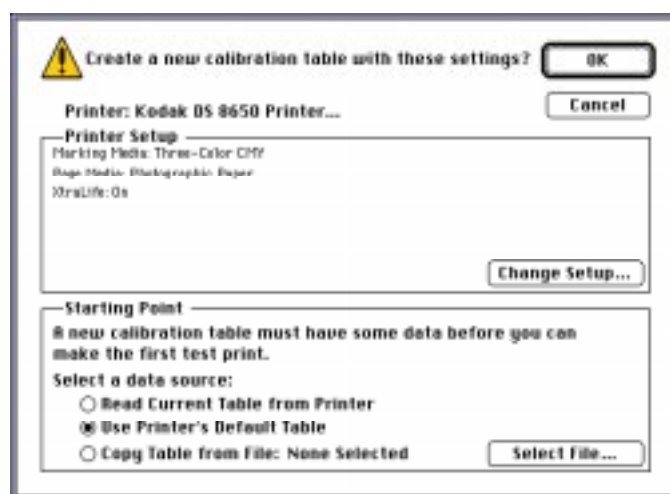 Create a new calibration table with these settings?
OK
Printer: Kodak DS 8650 Printer...
Cancel
Printer Setup
Marking Media: Three-Color CMY
Page Media: Photographic Paper
XtraLife: On
Change Setup...
Starting Point
A new calibration table must have some data before you can
make the first test print.
Select a data source:
Read Current Table from Printer
Use Printer's Default Table
Copy Table from File: None Selected
Select File...